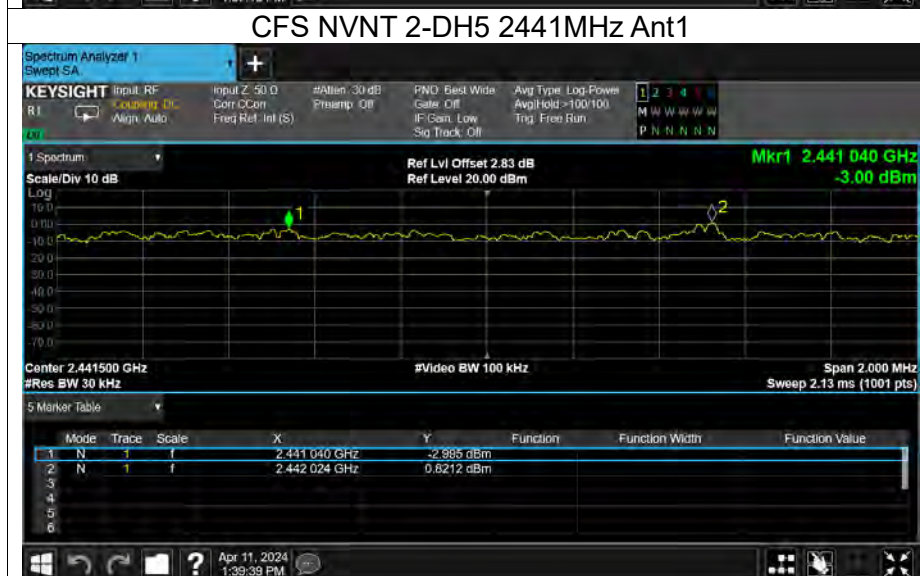 CFS NVNT 2-DH5 2441MHz Ant1
Spectrum Analyzer 1
Swept SA
+
KEYSIGHT Input: RF Input Z: 50 Ω #Atten: 30 dB PNO: Best Wide Avg Type: Log-Power 1 2 3 4 5 6
Coupling: DC Corr CCorr Preamp: Off Gate: Off Avg|Hold: >100/100 M W W W W W
Align: Auto Freq Ref: Int (S) IF Gain: Low Trig: Free Run
Sig Track: Off P N N N N N
1 Spectrum
Ref Lvl Offset 2.83 dB Mkr1 2.441 040 GHz
Scale/Div 10 dB Ref Level 20.00 dBm -3.00 dBm
Log
10.0
0.00
-10.0
-20.0
-30.0
-40.0
-50.0
-60.0
-70.0
1
2
Center 2.441500 GHz #Video BW 100 kHz Span 2.000 MHz
#Res BW 30 kHz Sweep 2.13 ms (1001 pts)
5 Marker Table
Mode Trace Scale X Y Function Function Width Function Value
1 N 1 f 2.441 040 GHz -2.995 dBm
2 N 1 f 2.442 024 GHz 0.8212 dBm
3
4
5
6
? Apr 11, 2024
1:39:39 PM